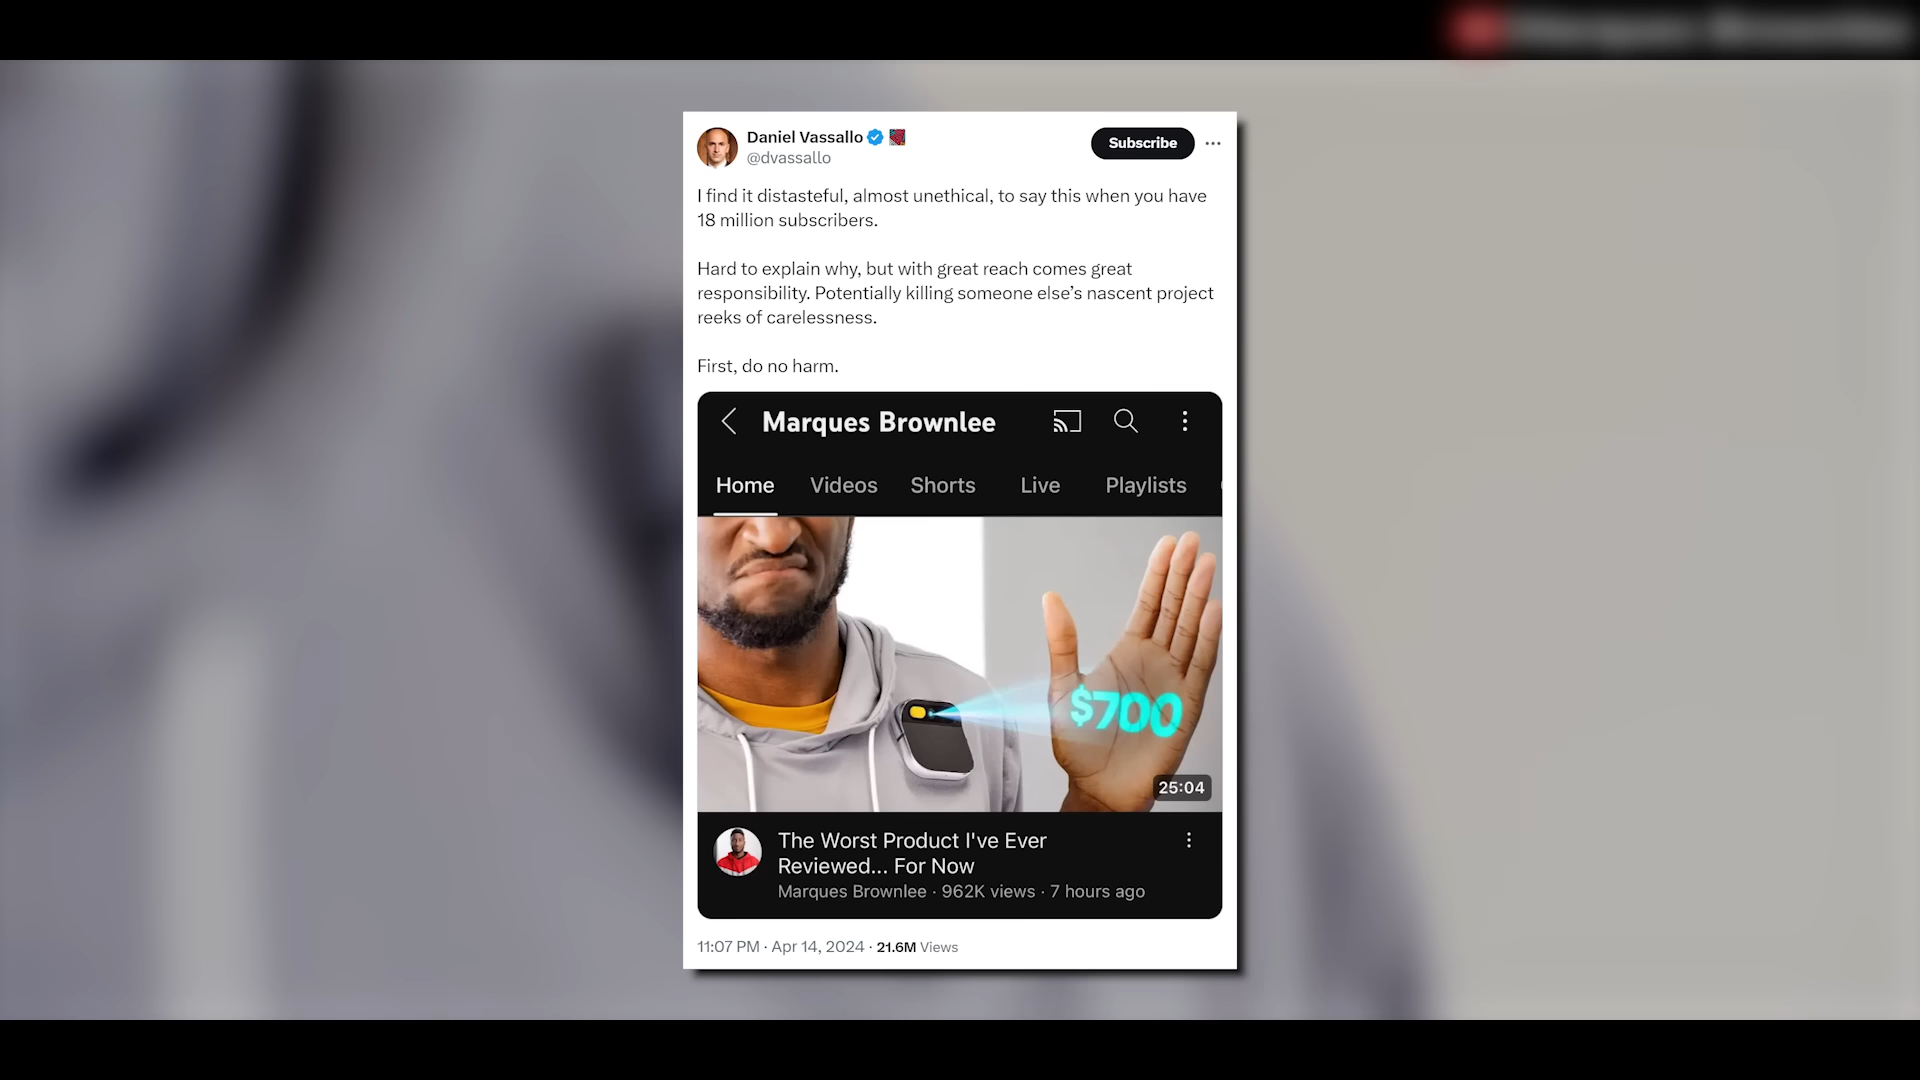 Daniel Vassallo
@dvassallo
Subscribe
I find it distasteful, almost unethical, to say this when you have
18 million subscribers.
Hard to explain why, but with great reach comes great
responsibility. Potentially killing someone else’s nascent project
reeks of carelessness.
First, do no harm.
Marques Brownlee
Home Videos Shorts Live Playlists
$700
25:04
The Worst Product I've Ever
Reviewed... For Now
Marques Brownlee · 962K views · 7 hours ago
11:07 PM · Apr 14, 2024 · 21.6M Views